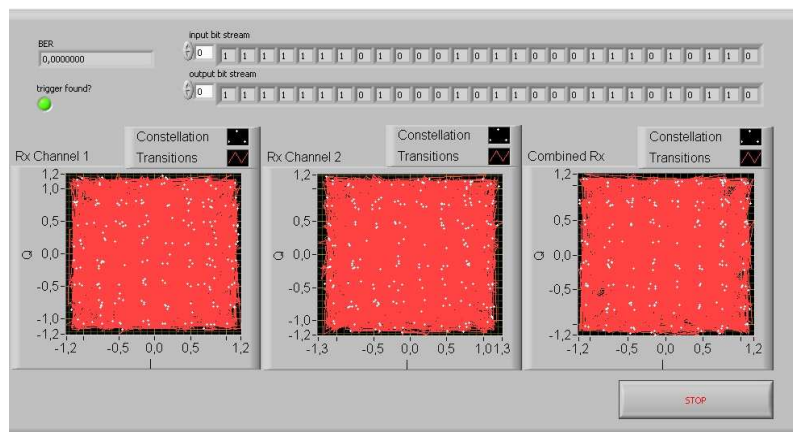 input bit stream
BER
0,0000000
0 1 1 1 1 1 1 1 0 1 0 0 0 1 0 1 1 0 0 1 0 1 1 0 1 1 0
output bit stream
trigger found?
0 1 1 1 1 1 1 1 0 1 0 0 0 1 0 1 1 0 0 1 0 1 1 0 1 1 0
Constellation
Transitions
Rx Channel 1
1,2
1,0
0,5
0,0
-0,5
-1,0
-1,2
Q
-1,2 -0,5 0,0 0,5 1,2
I
Constellation
Transitions
Rx Channel 2
1,2
0,5
0,0
-0,5
-1,0
-1,2
Q
-1,3 -0,5 0,0 0,5 1,0 1,3
I
Constellation
Transitions
Combined Rx
1,2
0,5
0,0
-0,5
-1,2
Q
-1,2 -0,5 0,0 0,5 1,2
I
STOP